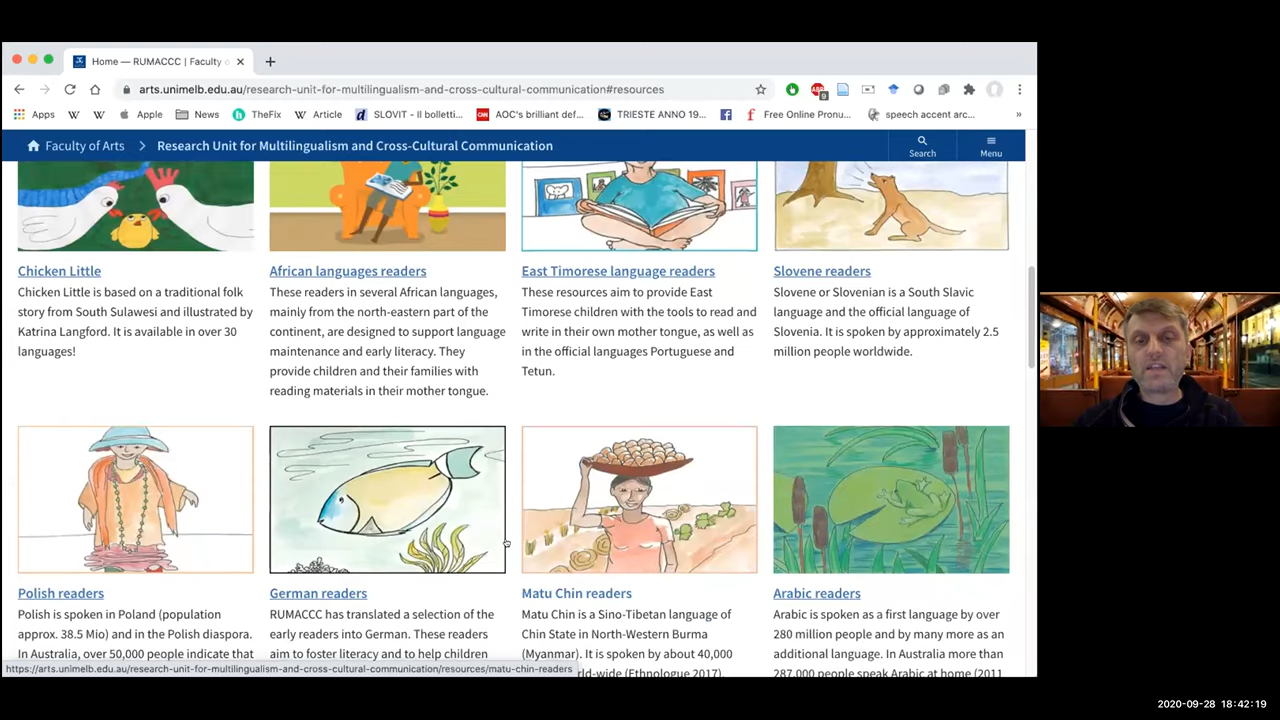 Home — RUMACCC | Faculty o
arts.unimelb.edu.au/research-unit-for-multilingualism-and-cross-cultural-communication#resources
Apps
Apple
News
TheFix
Article
SLOVIT - Il bolletti...
AOC's brilliant def...
TRIESTE ANNO 19...
Free Online Pronu...
speech accent arc...
»
Faculty of Arts
Research Unit for Multilingualism and Cross-Cultural Communication
Search
Menu
Chicken Little
Chicken Little is based on a traditional folk
story from South Sulawesi and illustrated by
Katrina Langford. It is available in over 30
languages!
African languages readers
These readers in several African languages,
mainly from the north-eastern part of the
continent, are designed to support language
maintenance and early literacy. They
provide children and their families with
reading materials in their mother tongue.
East Timorese language readers
These resources aim to provide East
Timorese children with the tools to read and
write in their own mother tongue, as well as
in the official languages Portuguese and
Tetun.
Slovene readers
Slovene or Slovenian is a South Slavic
language and the official language of
Slovenia. It is spoken by approximately 2.5
million people worldwide.
Polish readers
Polish is spoken in Poland (population
approx. 38.5 Mio) and in the Polish diaspora.
In Australia, over 50,000 people indicate that
German readers
RUMACCC has translated a selection of the
early readers into German. These readers
aim to foster literacy and to help children
Matu Chin readers
Matu Chin is a Sino-Tibetan language of
Chin State in North-Western Burma
(Myanmar). It is spoken by about 40,000
ld-wide (Ethnologue 2017).
Arabic readers
Arabic is spoken as a first language by over
280 million people and by many more as an
additional language. In Australia more than
287,000 people speak Arabic at home (2011
https://arts.unimelb.edu.au/research-unit-for-multilingualism-and-cross-cultural-communication/resources/matu-chin-readers
2020-09-28 18:42:19